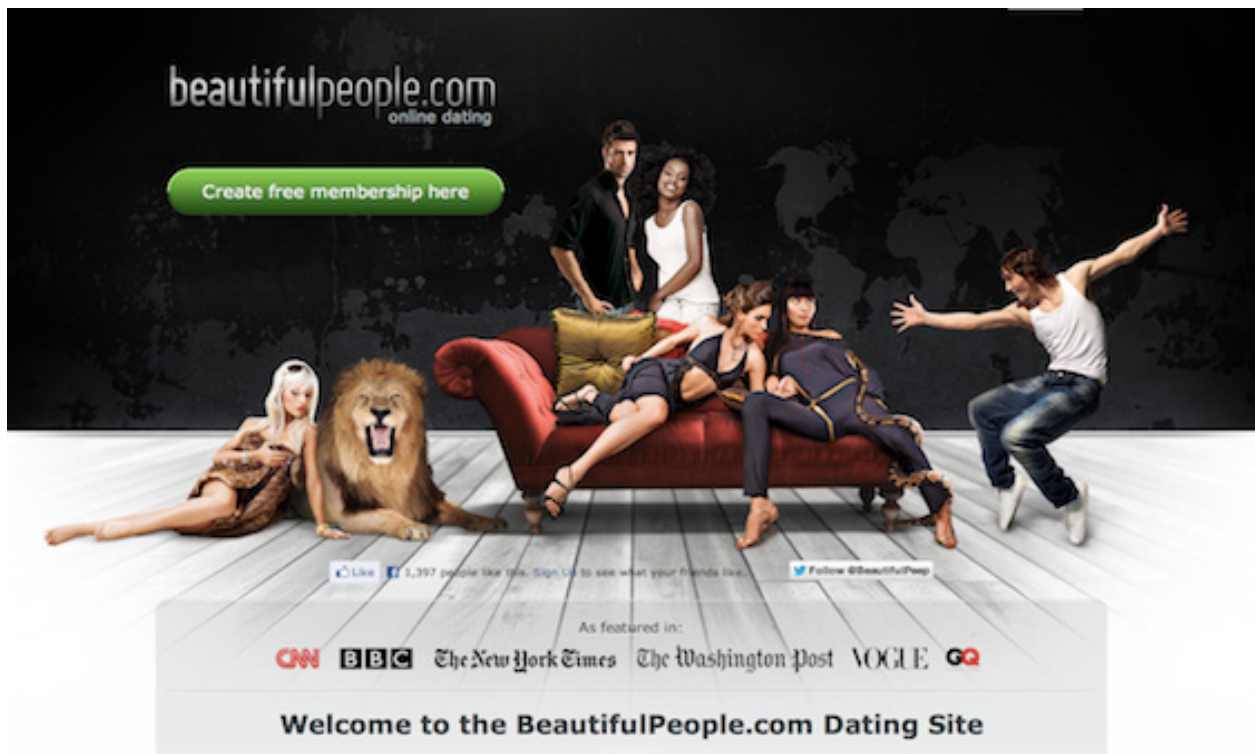 beautifulpeople.com
online dating
Create free membership here
Like 1,397 people like this. Sign Up to see what your friends like.
Follow @BeautifulPeep
As featured in:
CNN BBC The New York Times The Washington Post VOGUE GQ
Welcome to the BeautifulPeople.com Dating Site